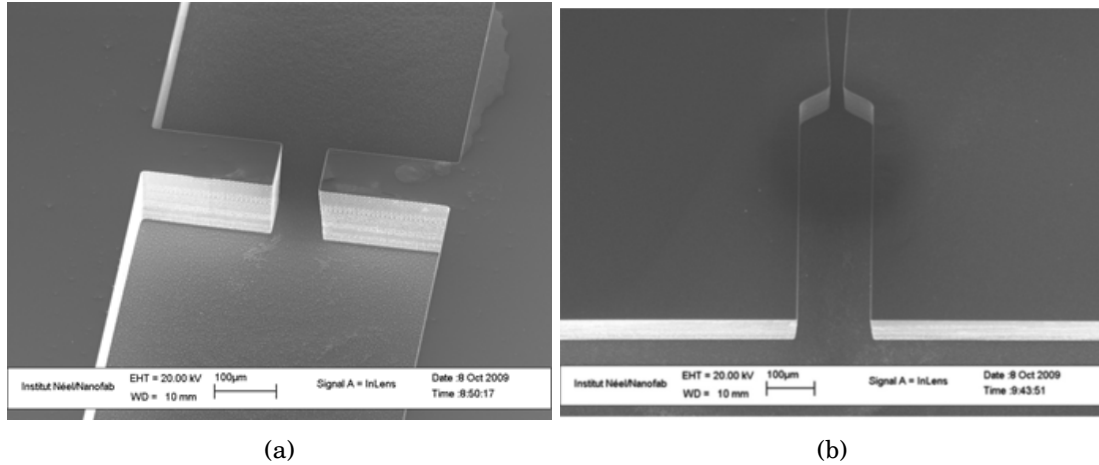 Institut Néel/Nanofab
EHT = 20.00 kV
WD = 10 mm
100µm
Signal A = InLens
Date :8 Oct 2009
Time :8:50:17
Institut Néel/Nanofab
EHT = 20.00 kV
WD = 10 mm
100µm
Signal A = InLens
Date :8 Oct 2009
Time :9:43:51
(a)
(b)